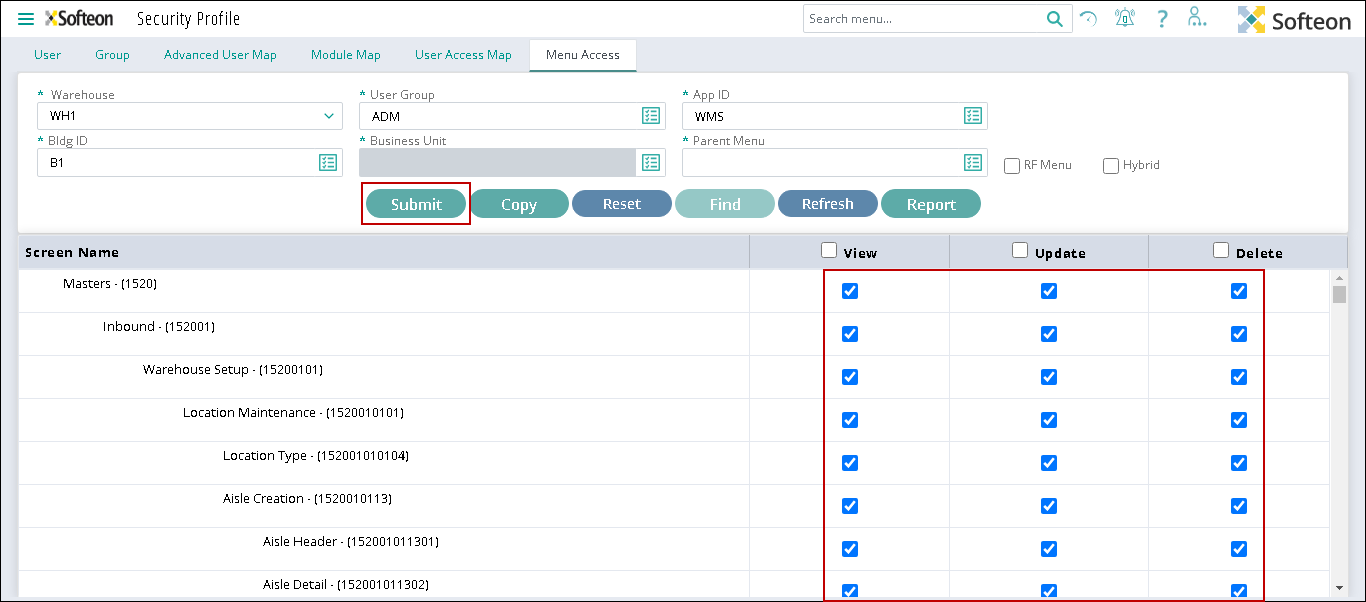 Softeon Security Profile Search menu... ? Softeon
User Group Advanced User Map Module Map User Access Map Menu Access
* Warehouse * User Group * App ID
WH1 ADM WMS
* Bldg ID * Business Unit * Parent Menu
B1 RF Menu Hybrid
Submit Copy Reset Find Refresh Report
Screen Name View Update Delete
Masters - (1520)
Inbound - (152001)
Warehouse Setup - (15200101)
Location Maintenance - (1520010101)
Location Type - (152001010104)
Aisle Creation - (1520010113)
Aisle Header - (152001011301)
Aisle Detail - (152001011302)